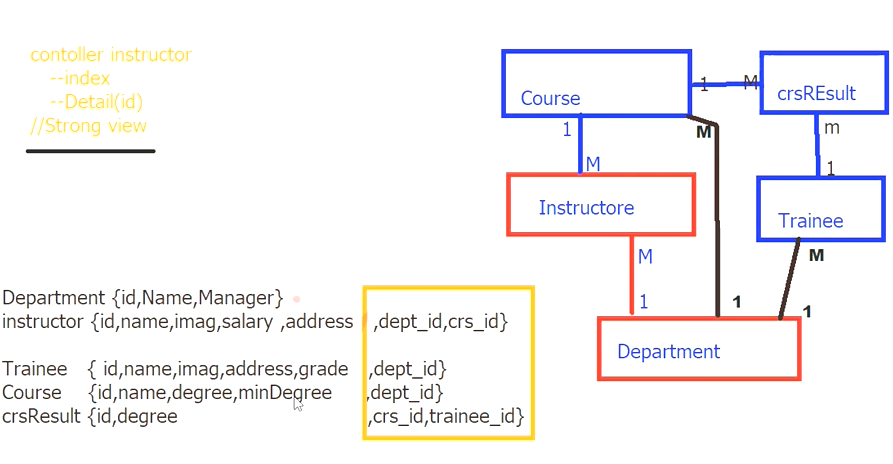 contoller instructor
--index
--Detail(id)
//Strong view
Course
1
M
crsREsult
1
M
m
M
1
Instructore
Trainee
M
M
1
1
1
Department
Department {id,Name,Manager}
instructor {id,name,imag,salary ,address ,dept_id,crs_id}
Trainee { id,name,imag,address,grade ,dept_id}
Course {id,name,degree,minDegree ,dept_id}
crsResult {id,degree ,crs_id,trainee_id}